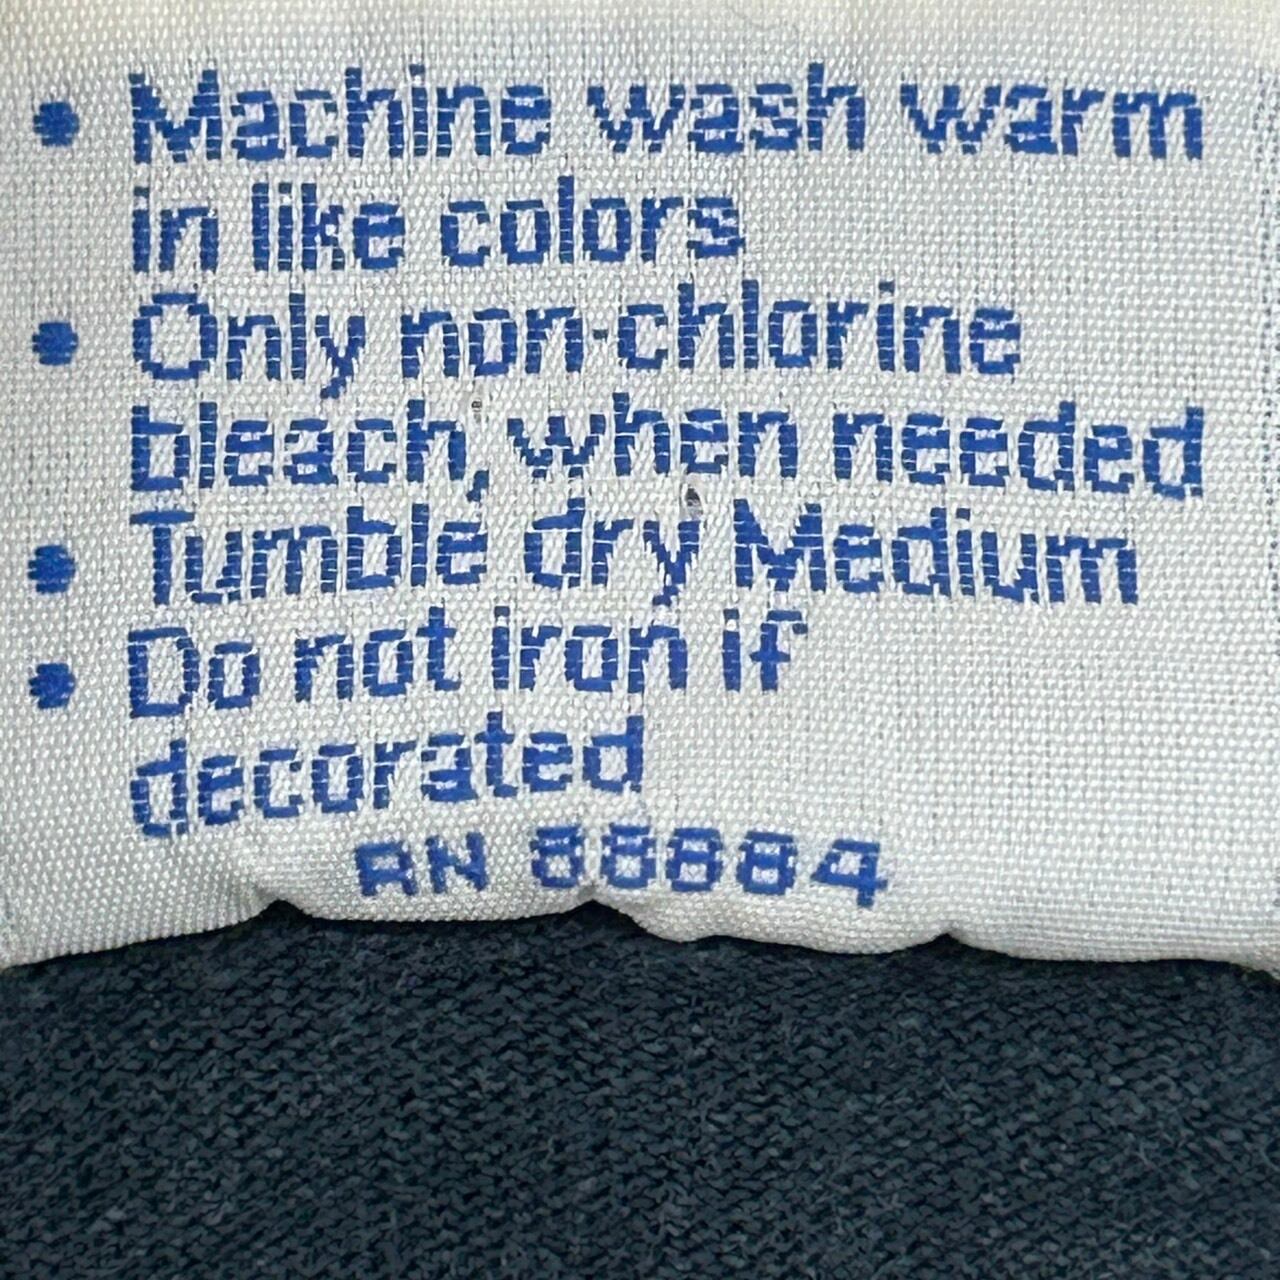 • Machine wash warm
in like colors
• Only non-chlorine
bleach, when needed
• Tumble dry Medium
• Do not iron if
decorated
RN 88884